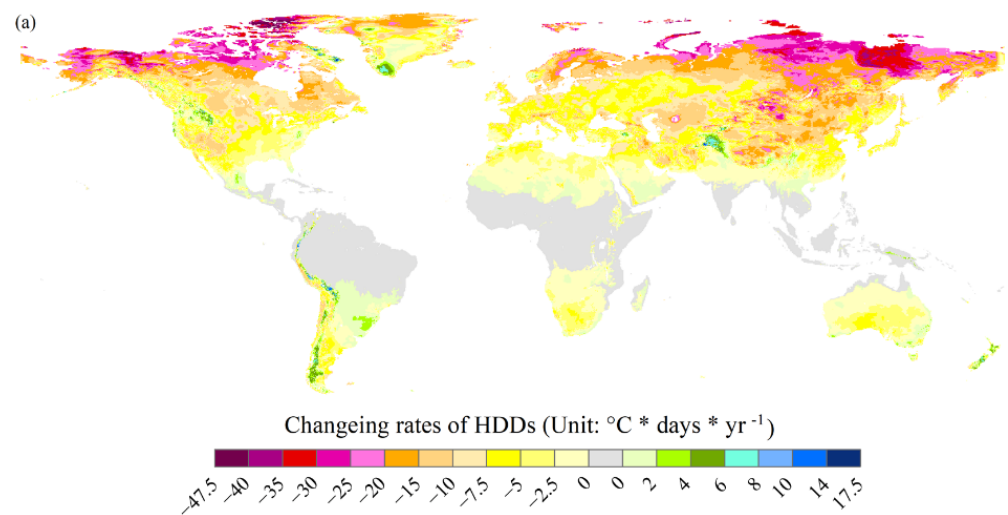 (a)
Changeing rates of HDDs (Unit: °C * days * yr -1)
−47.5 −40 −35 −30 −25 −20 −15 −10 −7.5 −5 −2.5 0 0 2 4 6 8 10 14 17.5